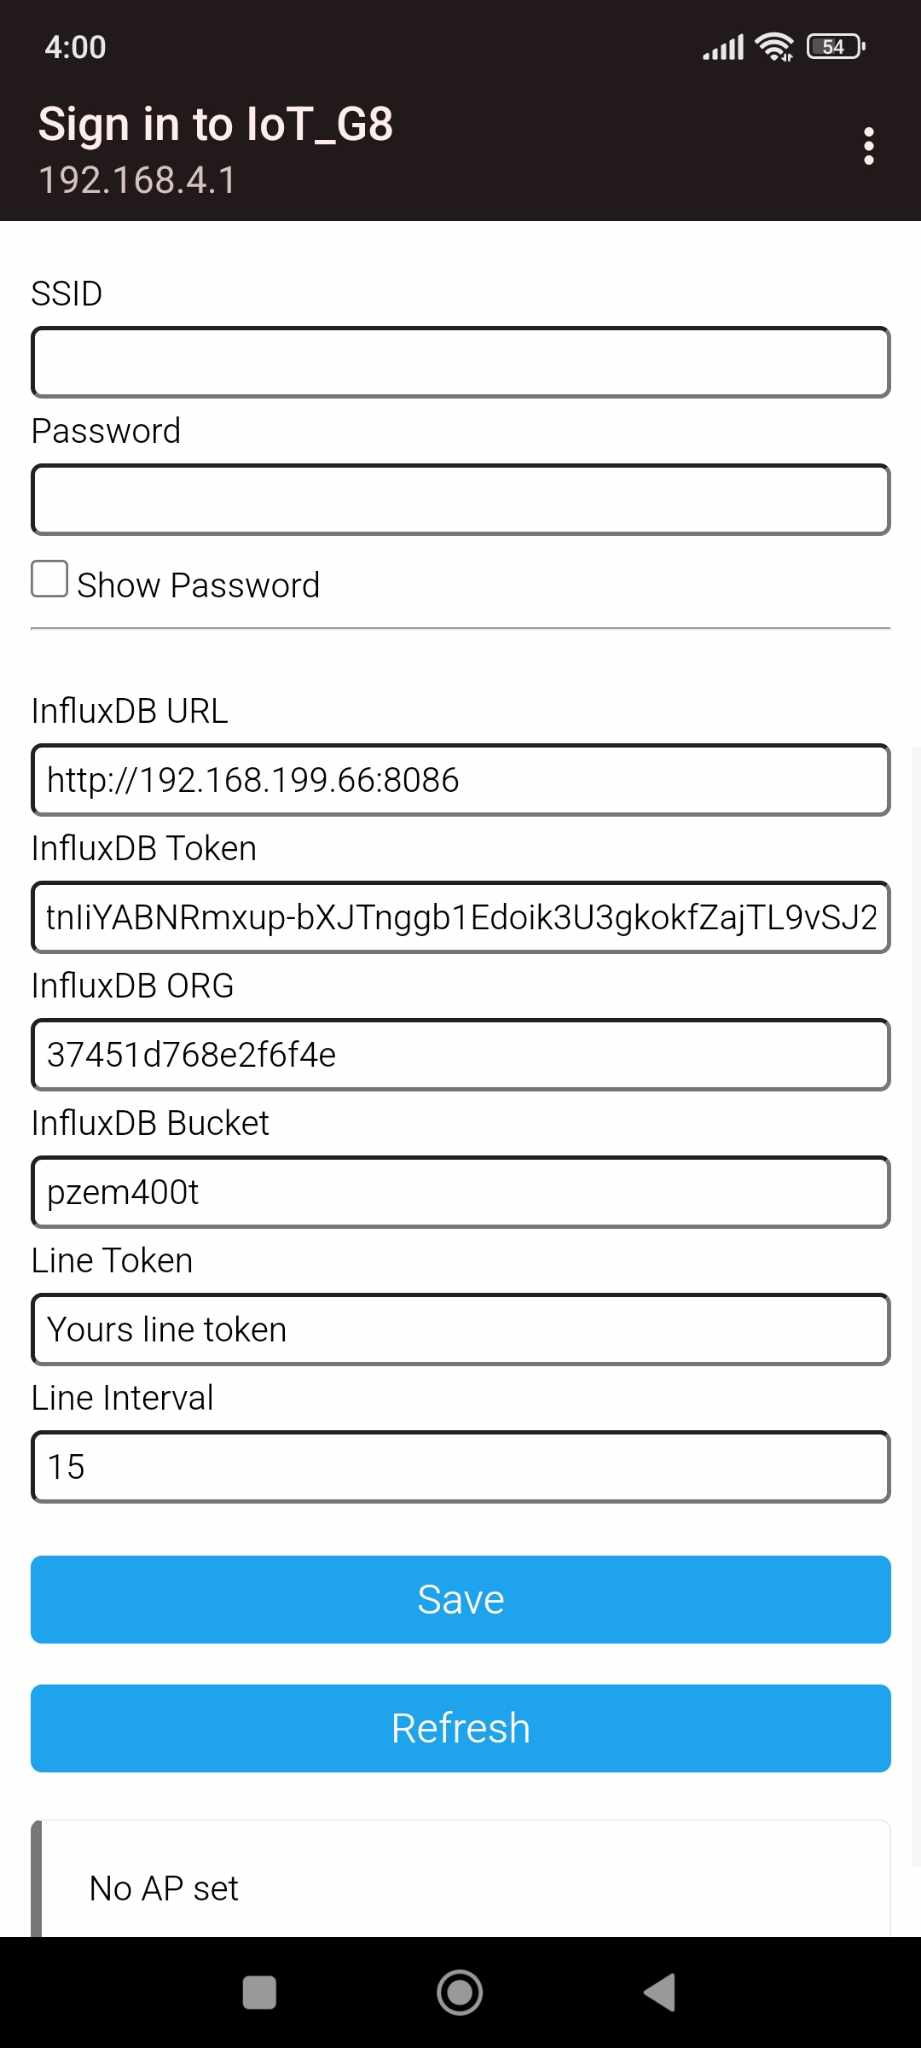 4:00
54
Sign in to IoT_G8
192.168.4.1
SSID
Password
Show Password
InfluxDB URL
http://192.168.199.66:8086
InfluxDB Token
tnIiYABNRmxup-bXJTnggb1Edoik3U3gkokfZajTL9vSJ2
InfluxDB ORG
37451d768e2f6f4e
InfluxDB Bucket
pzem400t
Line Token
Yours line token
Line Interval
15
Save
Refresh
No AP set